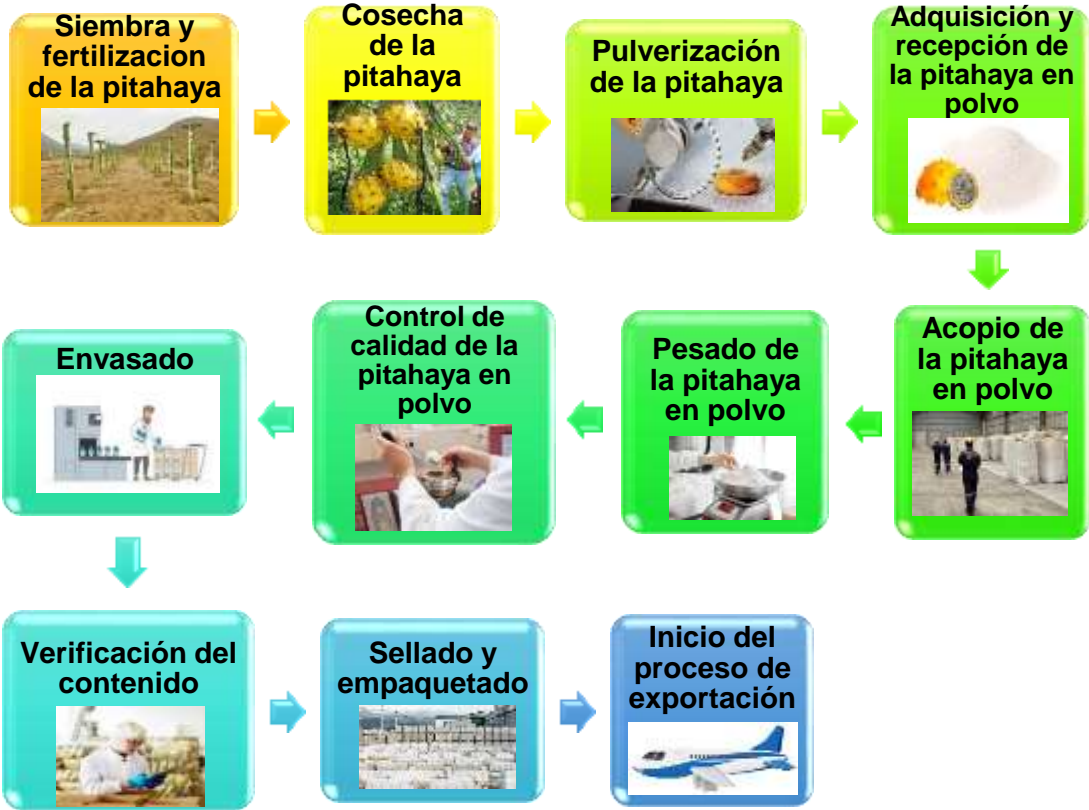 Siembra y
fertilizacion
de la pitahaya
Cosecha
de la
pitahaya
Pulverización
de la pitahaya
Adquisición y
recepción de
la pitahaya en
polvo
Acopio de
la pitahaya
en polvo
Pesado de
la pitahaya
en polvo
Control de
calidad de la
pitahaya en
polvo
Envasado
Verificación del
contenido
Sellado y
empaquetado
Inicio del
proceso de
exportación